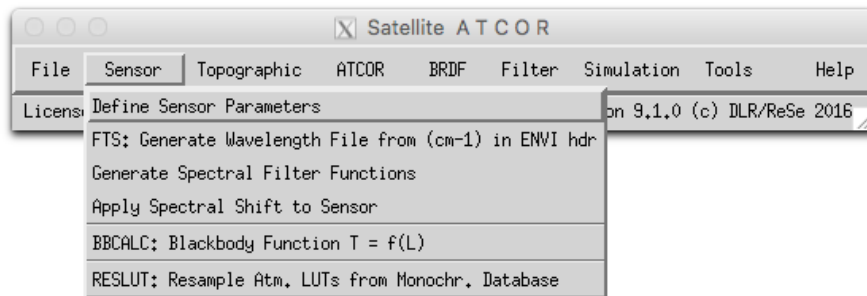 Satellite A T C O R
File Sensor Topographic ATCOR BRDF Filter Simulation Tools Help
Define Sensor Parameters
on 9.1.0 (c) DLR/ReSe 2016
FTS: Generate Wavelength File from (cm-1) in ENVI hdr
Generate Spectral Filter Functions
Apply Spectral Shift to Sensor
BBCALC: Blackbody Function T = f(L)
RESLUT: Resample Atm. LUTs from Monochr. Database